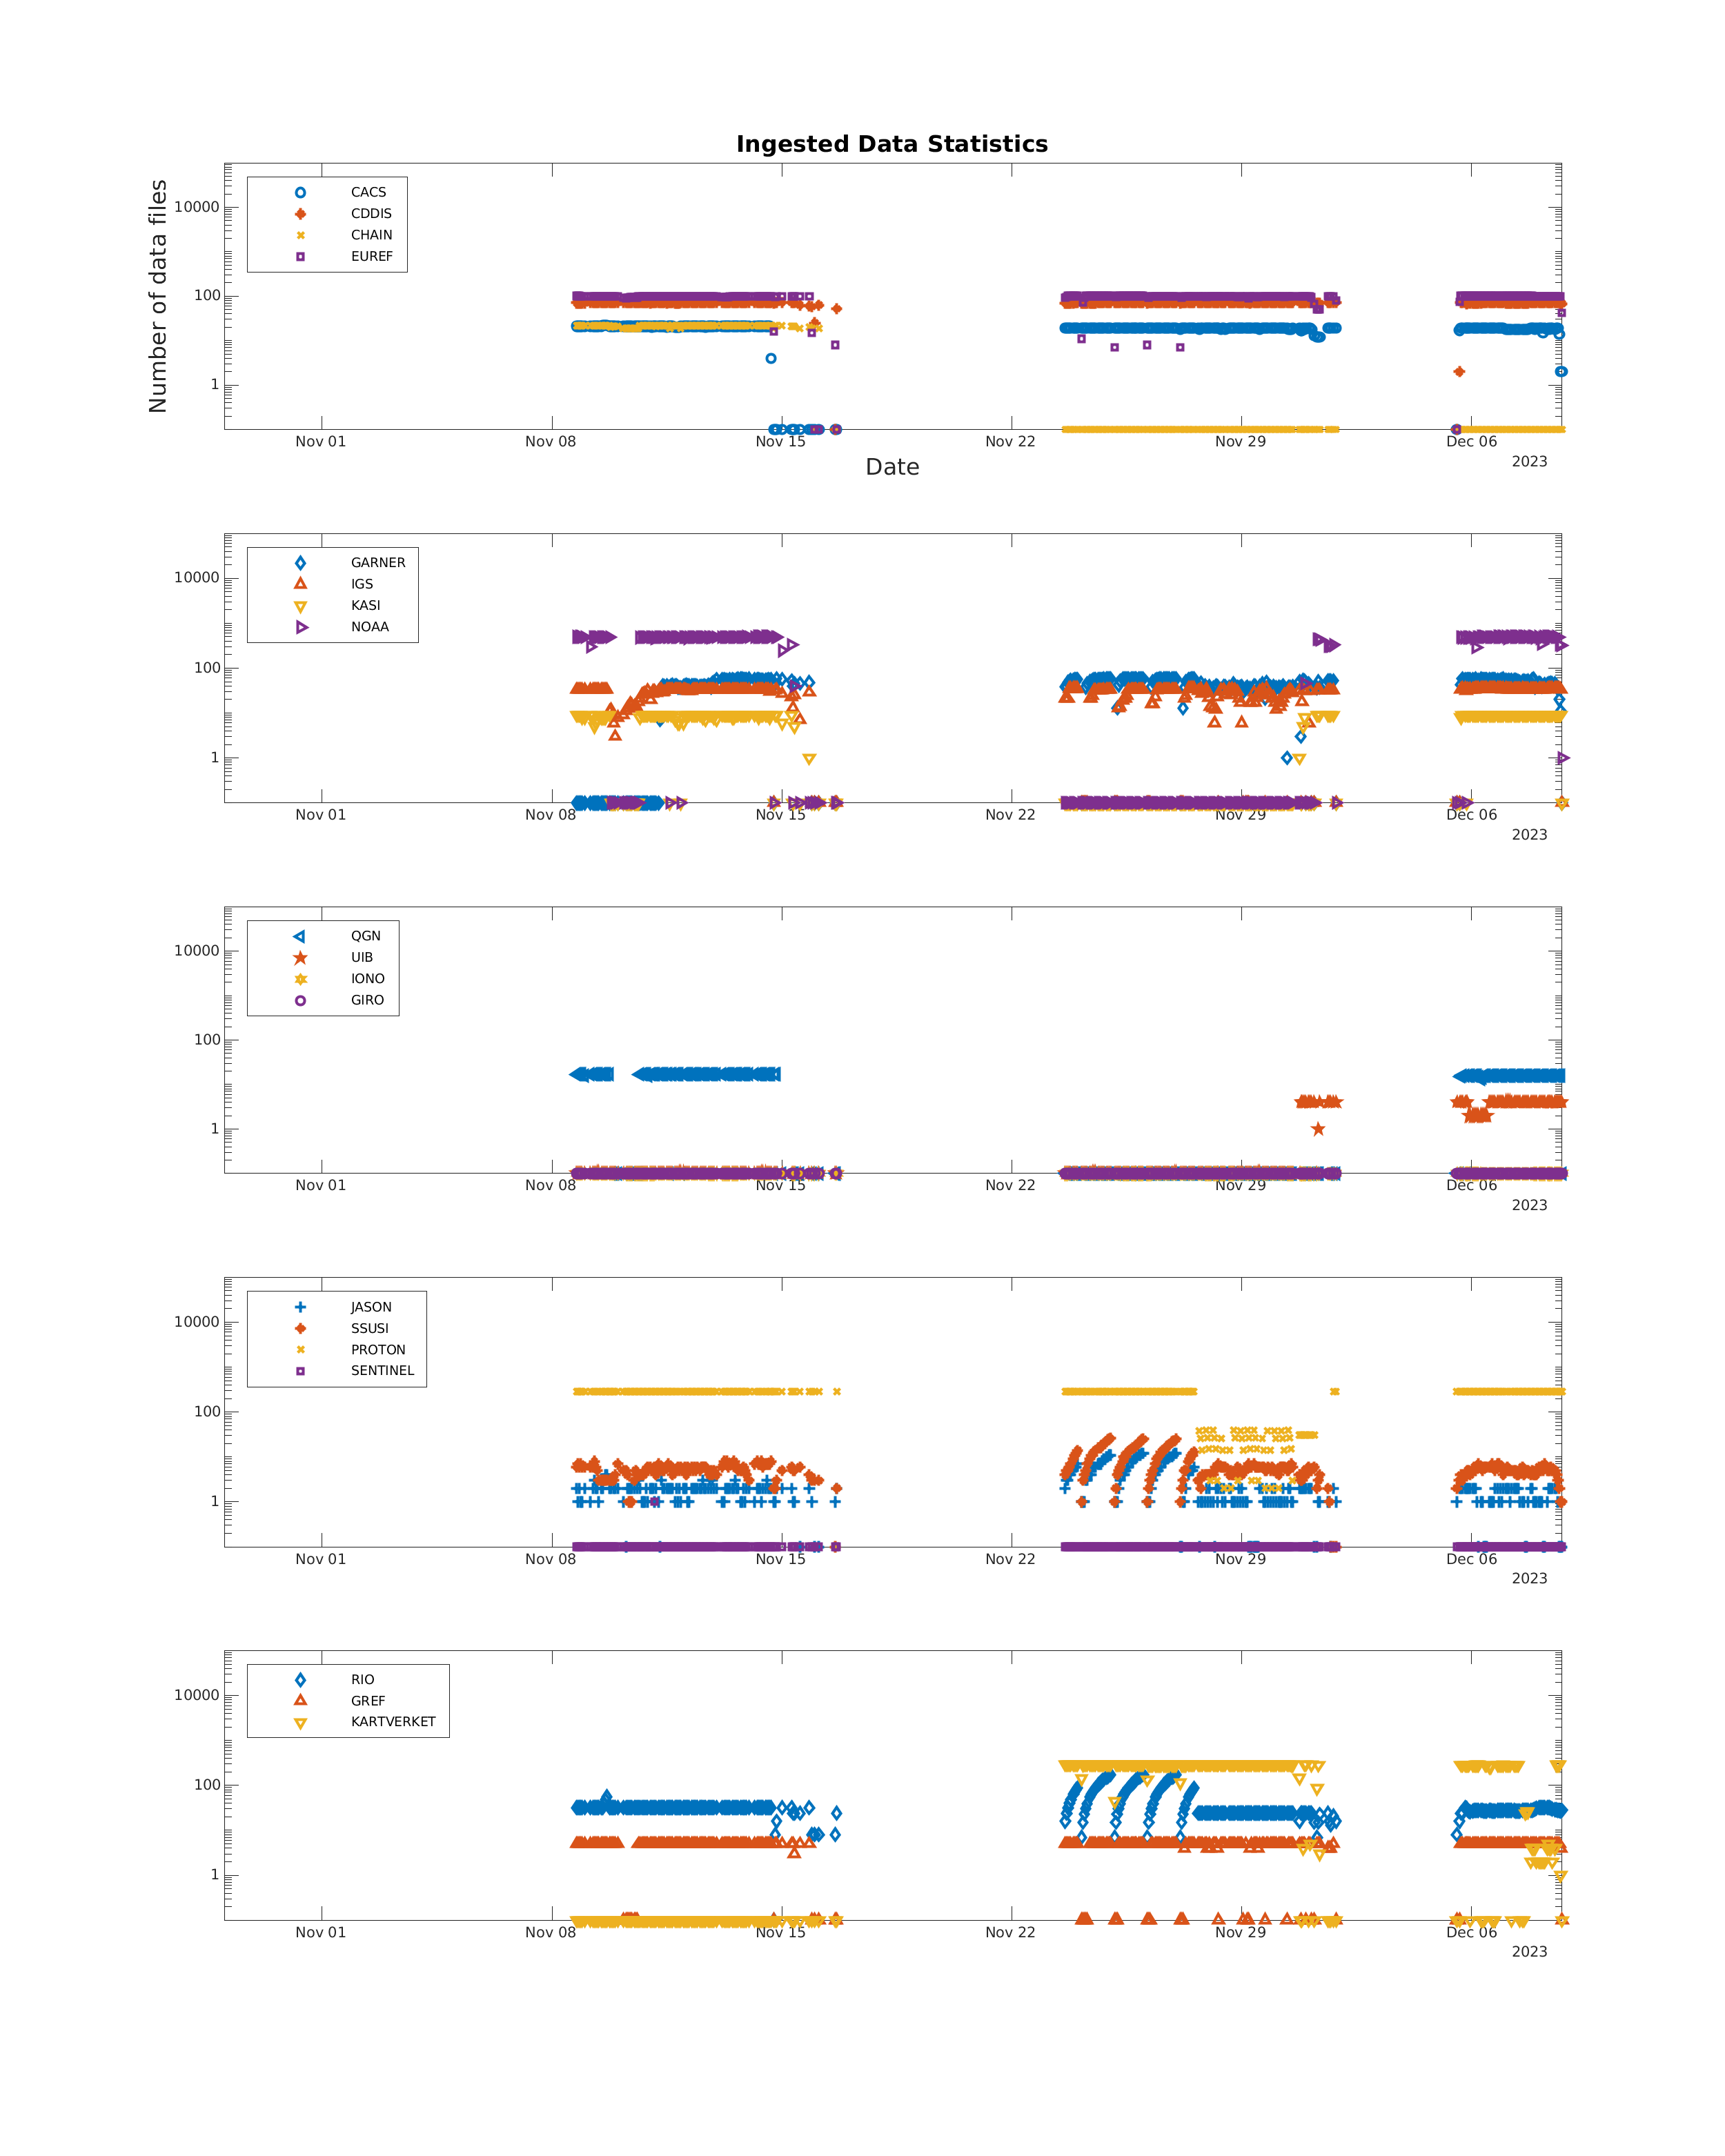 Ingested Data Statistics
Number of data files
10000
100
1
CACS
CDDIS
CHAIN
EUREF
Nov 01 Nov 08 Nov 15 Nov 22 Nov 29 Dec 06
2023
Date
10000
100
1
GARNER
IGS
KASI
NOAA
Nov 01 Nov 08 Nov 15 Nov 22 Nov 29 Dec 06
2023
10000
100
1
QGN
UIB
IONO
GIRO
Nov 01 Nov 08 Nov 15 Nov 22 Nov 29 Dec 06
2023
10000
100
1
JASON
SSUSI
PROTON
SENTINEL
Nov 01 Nov 08 Nov 15 Nov 22 Nov 29 Dec 06
2023
10000
100
1
RIO
GREF
KARTVERKET
Nov 01 Nov 08 Nov 15 Nov 22 Nov 29 Dec 06
2023